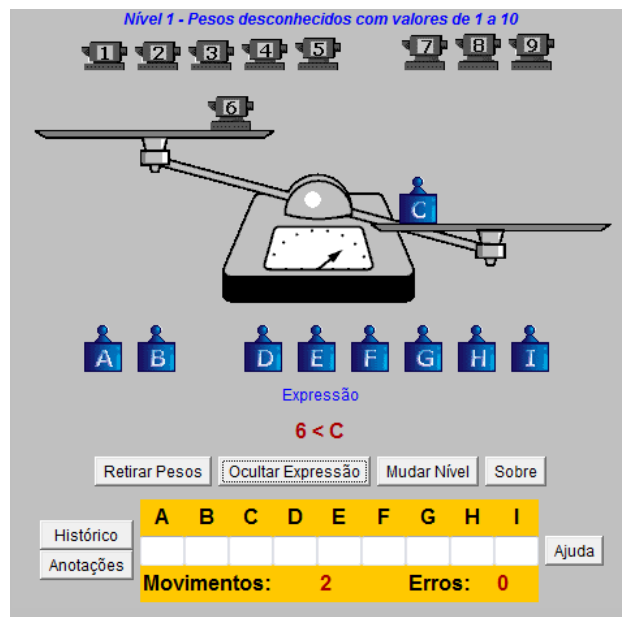 Nível 1 - Pesos desconhecidos com valores de 1 a 10
1 2 3 4 5 7 8 9
6
C
A B D E F G H I
Expressão
6 < C
Retirar Pesos Ocultar Expressão Mudar Nível Sobre
A B C D E F G H I
Histórico
Ajuda
Anotações
Movimentos: 2 Erros: 0